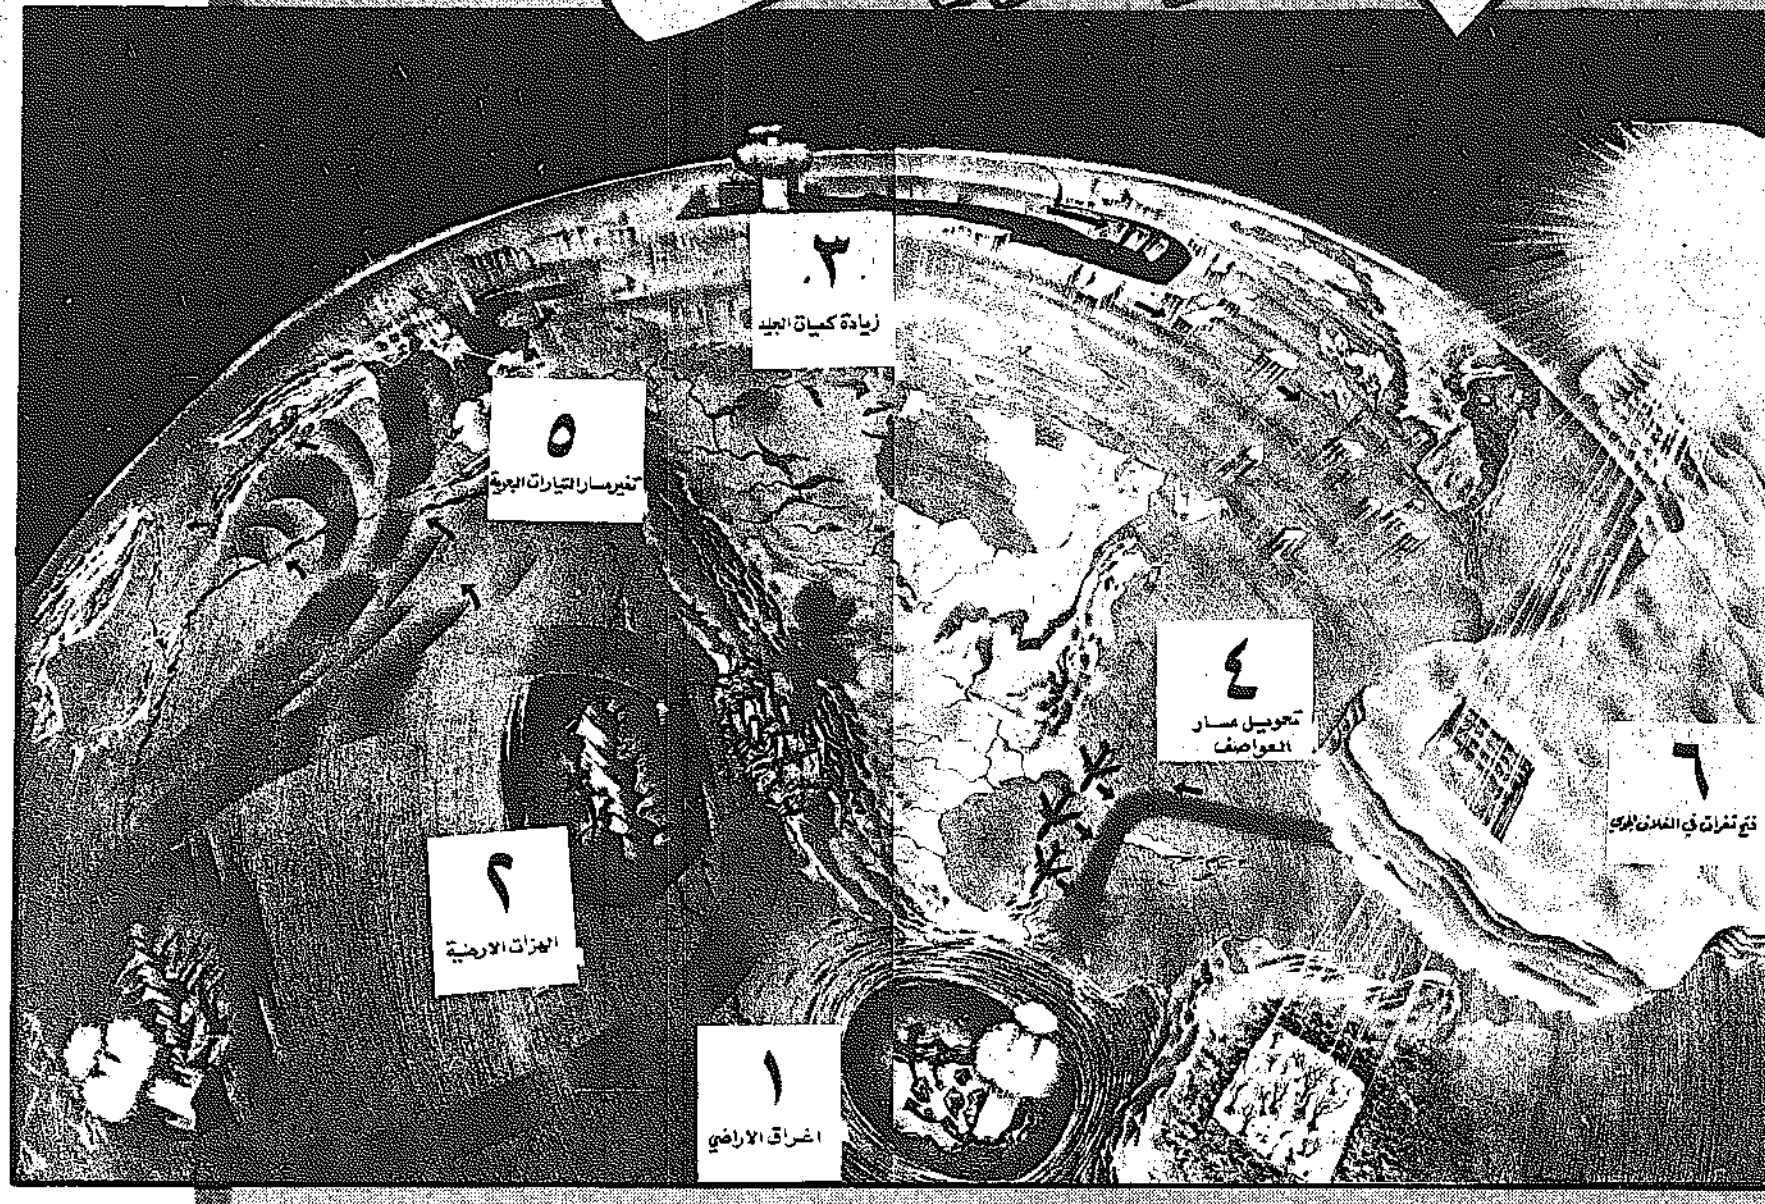 ٣
زيادة كميات الجليد
٥
تغير مسار التيارات البحرية
٤
تحويل مسار
العواصف
٦
فتح ثغرات في الغلاف الجوي
٢
الهزات الارضية
١
اغراق الاراضي